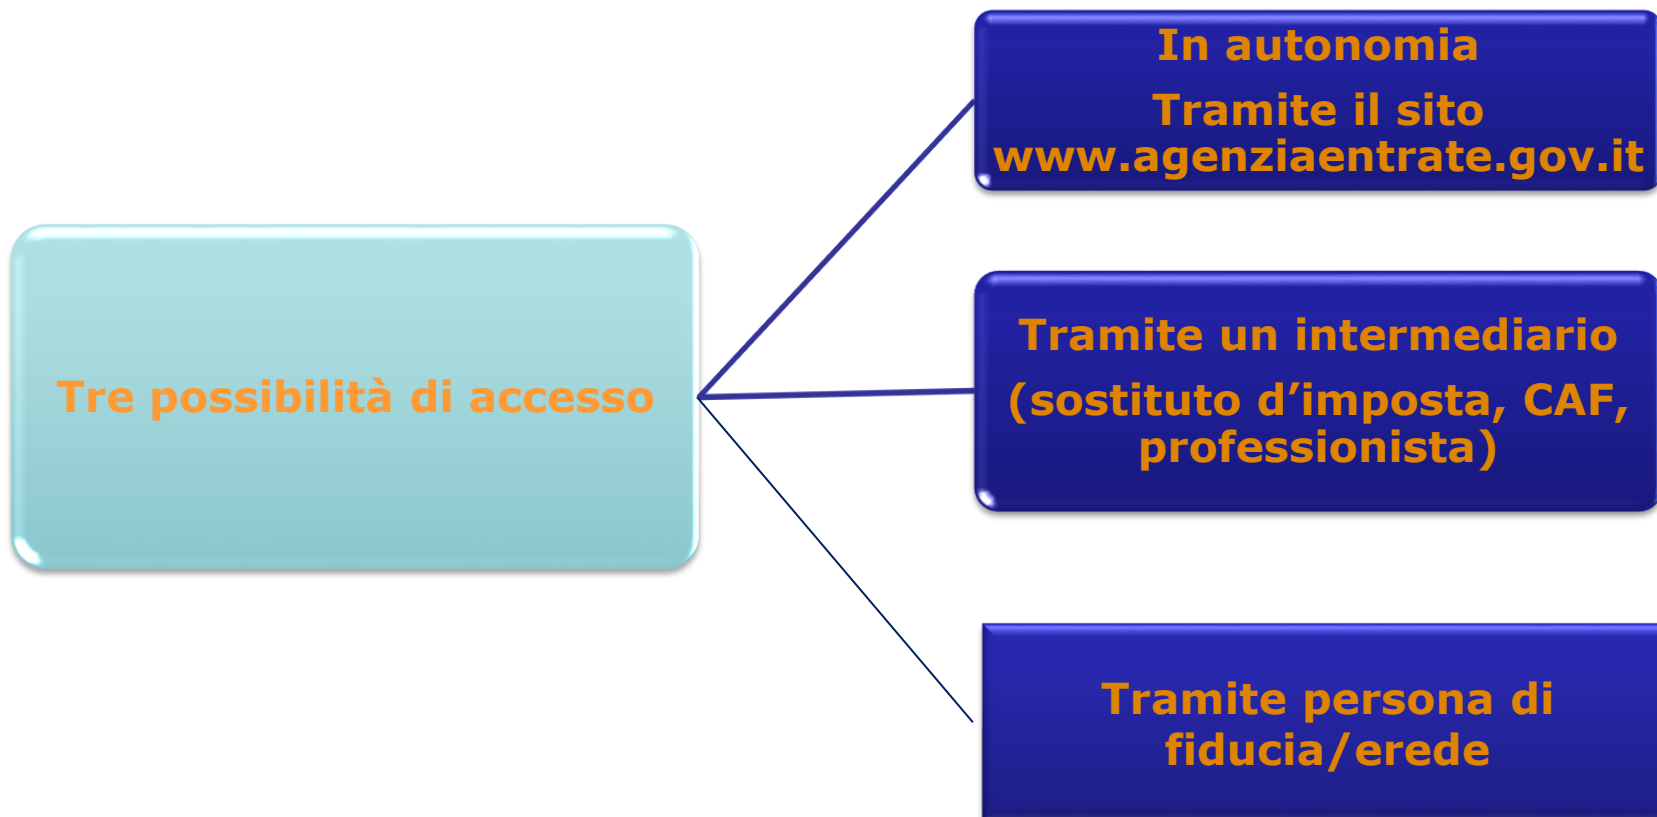 Tre possibilità di accesso
In autonomia
Tramite il sito
www.agenziaentrate.gov.it
Tramite un intermediario
(sostituto d’imposta, CAF,
professionista)
Tramite persona di
fiducia/erede